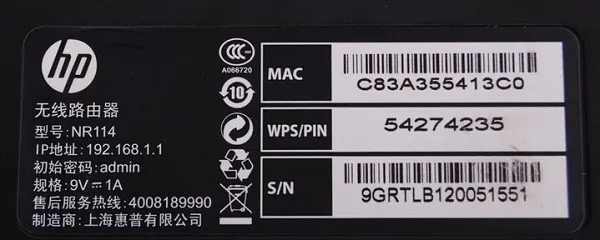 hp
无线路由器
型号: NR114
IP地址: 192.168.1.1
初始密码: admin
规格: 9V⎓1A
服务热线: 4008189990
制造商: 上海惠普有限公司
A066720
10
MAC
C83A355413C0
WPS/PIN
54274235
S/N
9GRTLB120051551